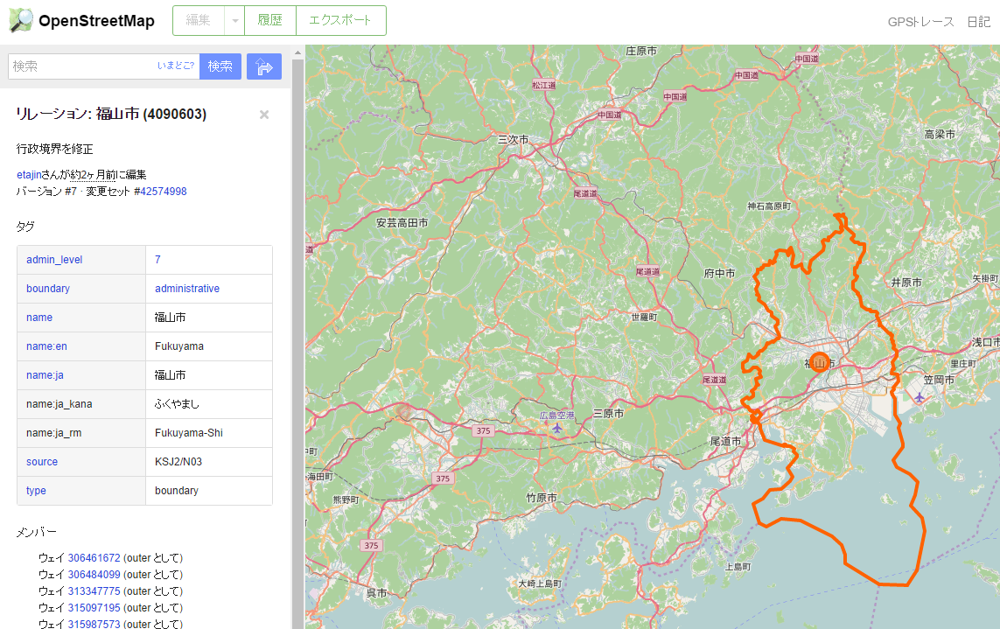 OpenStreetMap
編集
履歴
エクスポート
GPSトレース
日記
検索
いまどこ?
検索
リレーション: 福山市 (4090603)
×
行政境界を修正
etajinさんが約2ヶ月前に編集
バージョン #7 · 変更セット #42574998
タグ
admin_level 7
boundary administrative
name 福山市
name:en Fukuyama
name:ja 福山市
name:ja_kana ふくやまし
name:ja_rm Fukuyama-Shi
source KSJ2/N03
type boundary
メンバー
ウェイ 306461672 (outer として)
ウェイ 306484099 (outer として)
ウェイ 313347775 (outer として)
ウェイ 315097195 (outer として)
ウェイ 315987573 (outer として)
庄原市
中国道
中国道
松江道
中国道
中国道
三次市
高梁市
尾道道
神石高原町
安芸高田市
道
尾道道
府中市
井原市
矢掛町
世羅町
浅口市
福山市
里庄町
尾道道
笠岡市
広島空港
三原市
375
尾道市
中町
375
海田町
熊野町
竹原市
375
上島町
大崎上島町
呉市